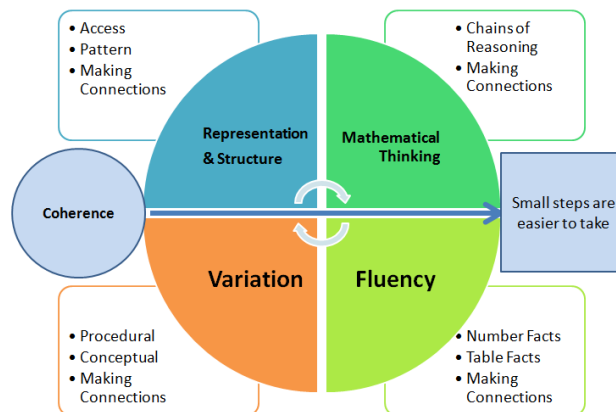 • Access
• Pattern
• Making
Connections
• Chains of
Reasoning
• Making
Connections
Representation
& Structure
Mathematical
Thinking
Coherence
Small steps are
easier to take
Variation
Fluency
• Procedural
• Conceptual
• Making
Connections
• Number Facts
• Table Facts
• Making
Connections